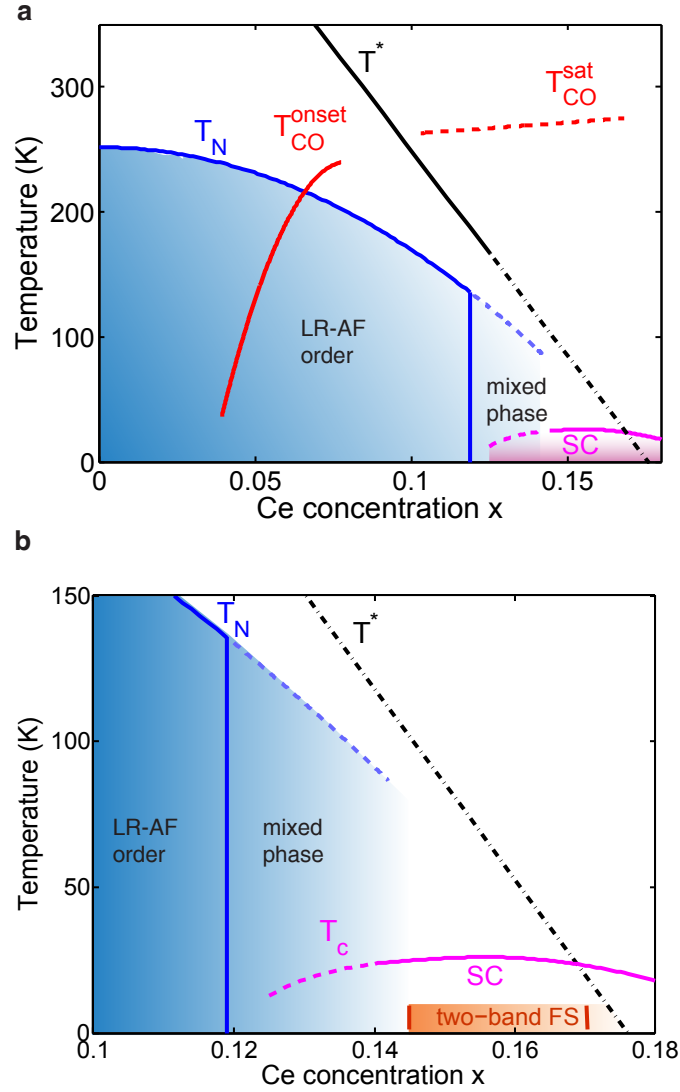 a
T*
T_CO^sat
T_CO^onset
T_N
LR-AF
order
mixed
phase
SC
Temperature (K)
300
200
100
0
0 0.05 0.1 0.15
Ce concentration x
b
T_N
T*
LR-AF
order
mixed
phase
T_c
SC
two-band FS
Temperature (K)
150
100
50
0
0.1 0.12 0.14 0.16 0.18
Ce concentration x